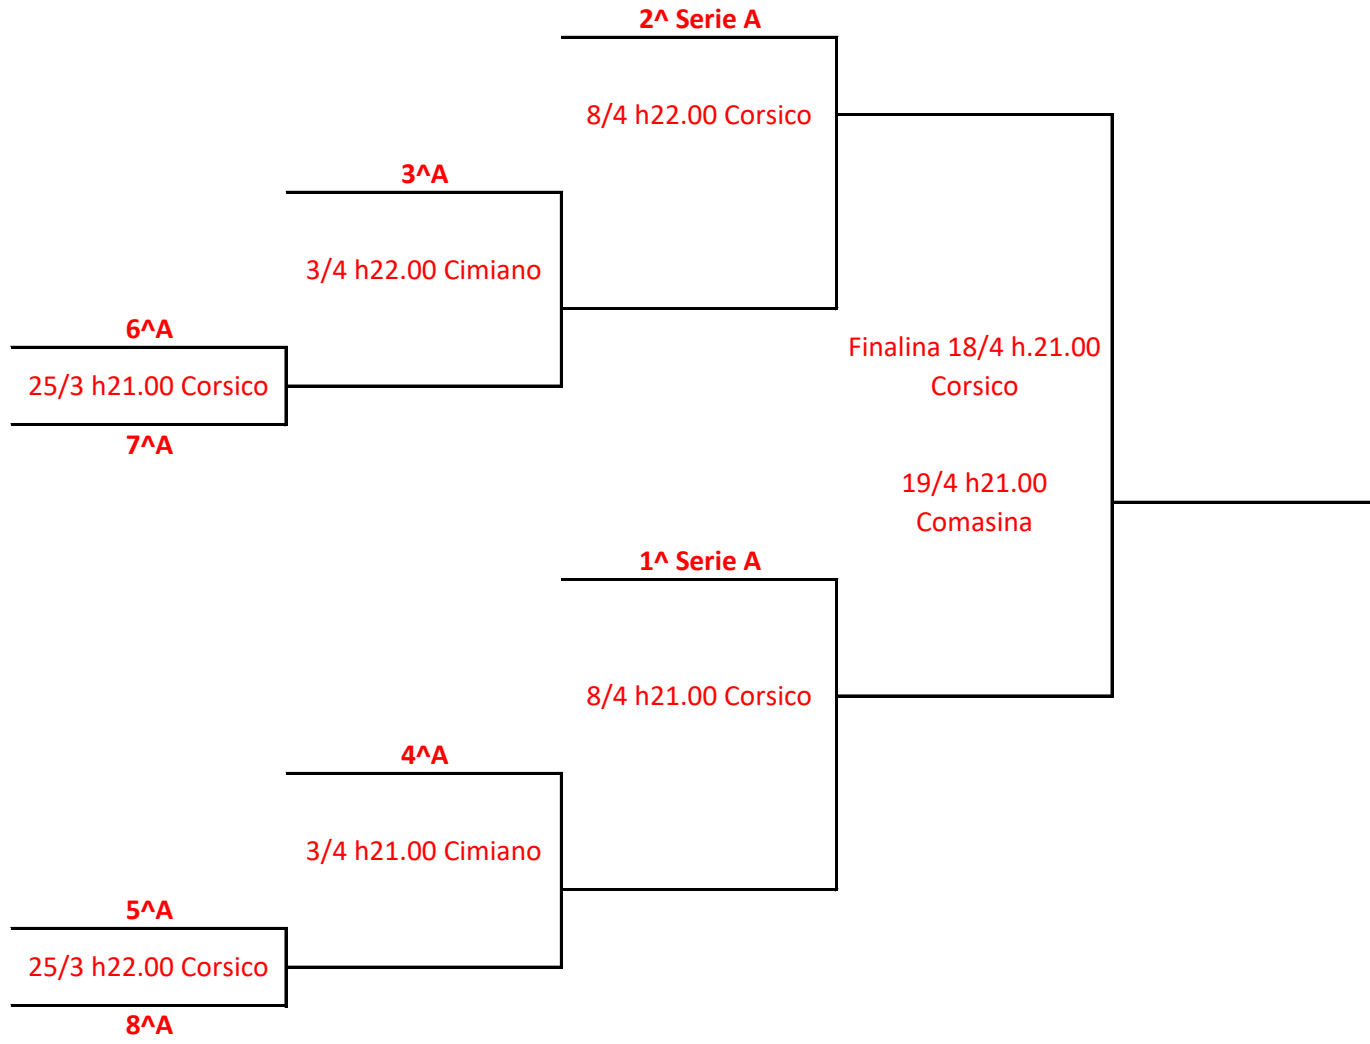 2^ Serie A
8/4 h22.00 Corsico
3^A
3/4 h22.00 Cimiano
6^A
25/3 h21.00 Corsico
7^A
Finalina 18/4 h.21.00
Corsico
19/4 h21.00
Comasina
1^ Serie A
8/4 h21.00 Corsico
4^A
3/4 h21.00 Cimiano
5^A
25/3 h22.00 Corsico
8^A